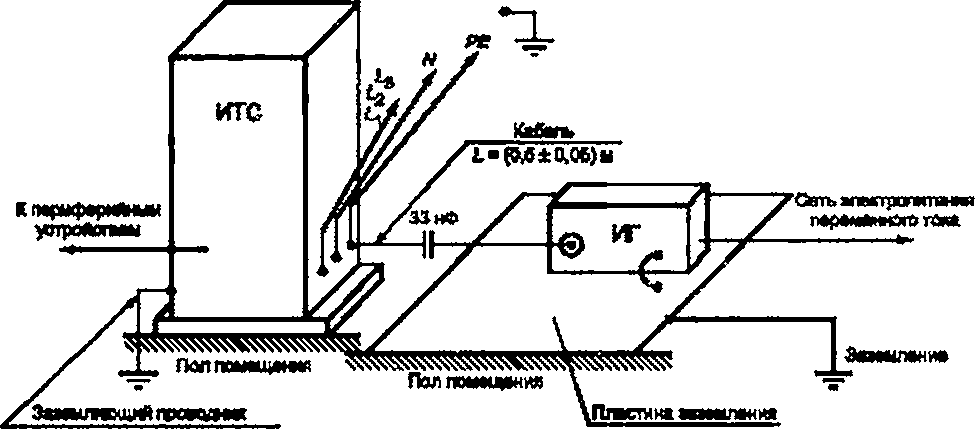 ИТС
L3
L2
L1
N
PE
Кабель
L = (0,5 ± 0,05) м
К периферийным
устройствам
33 нФ
ИГ
Сеть электропитания
переменного тока
Пол помещения
Пол помещения
Заземление
Заземляющий проводник
Пластина заземления